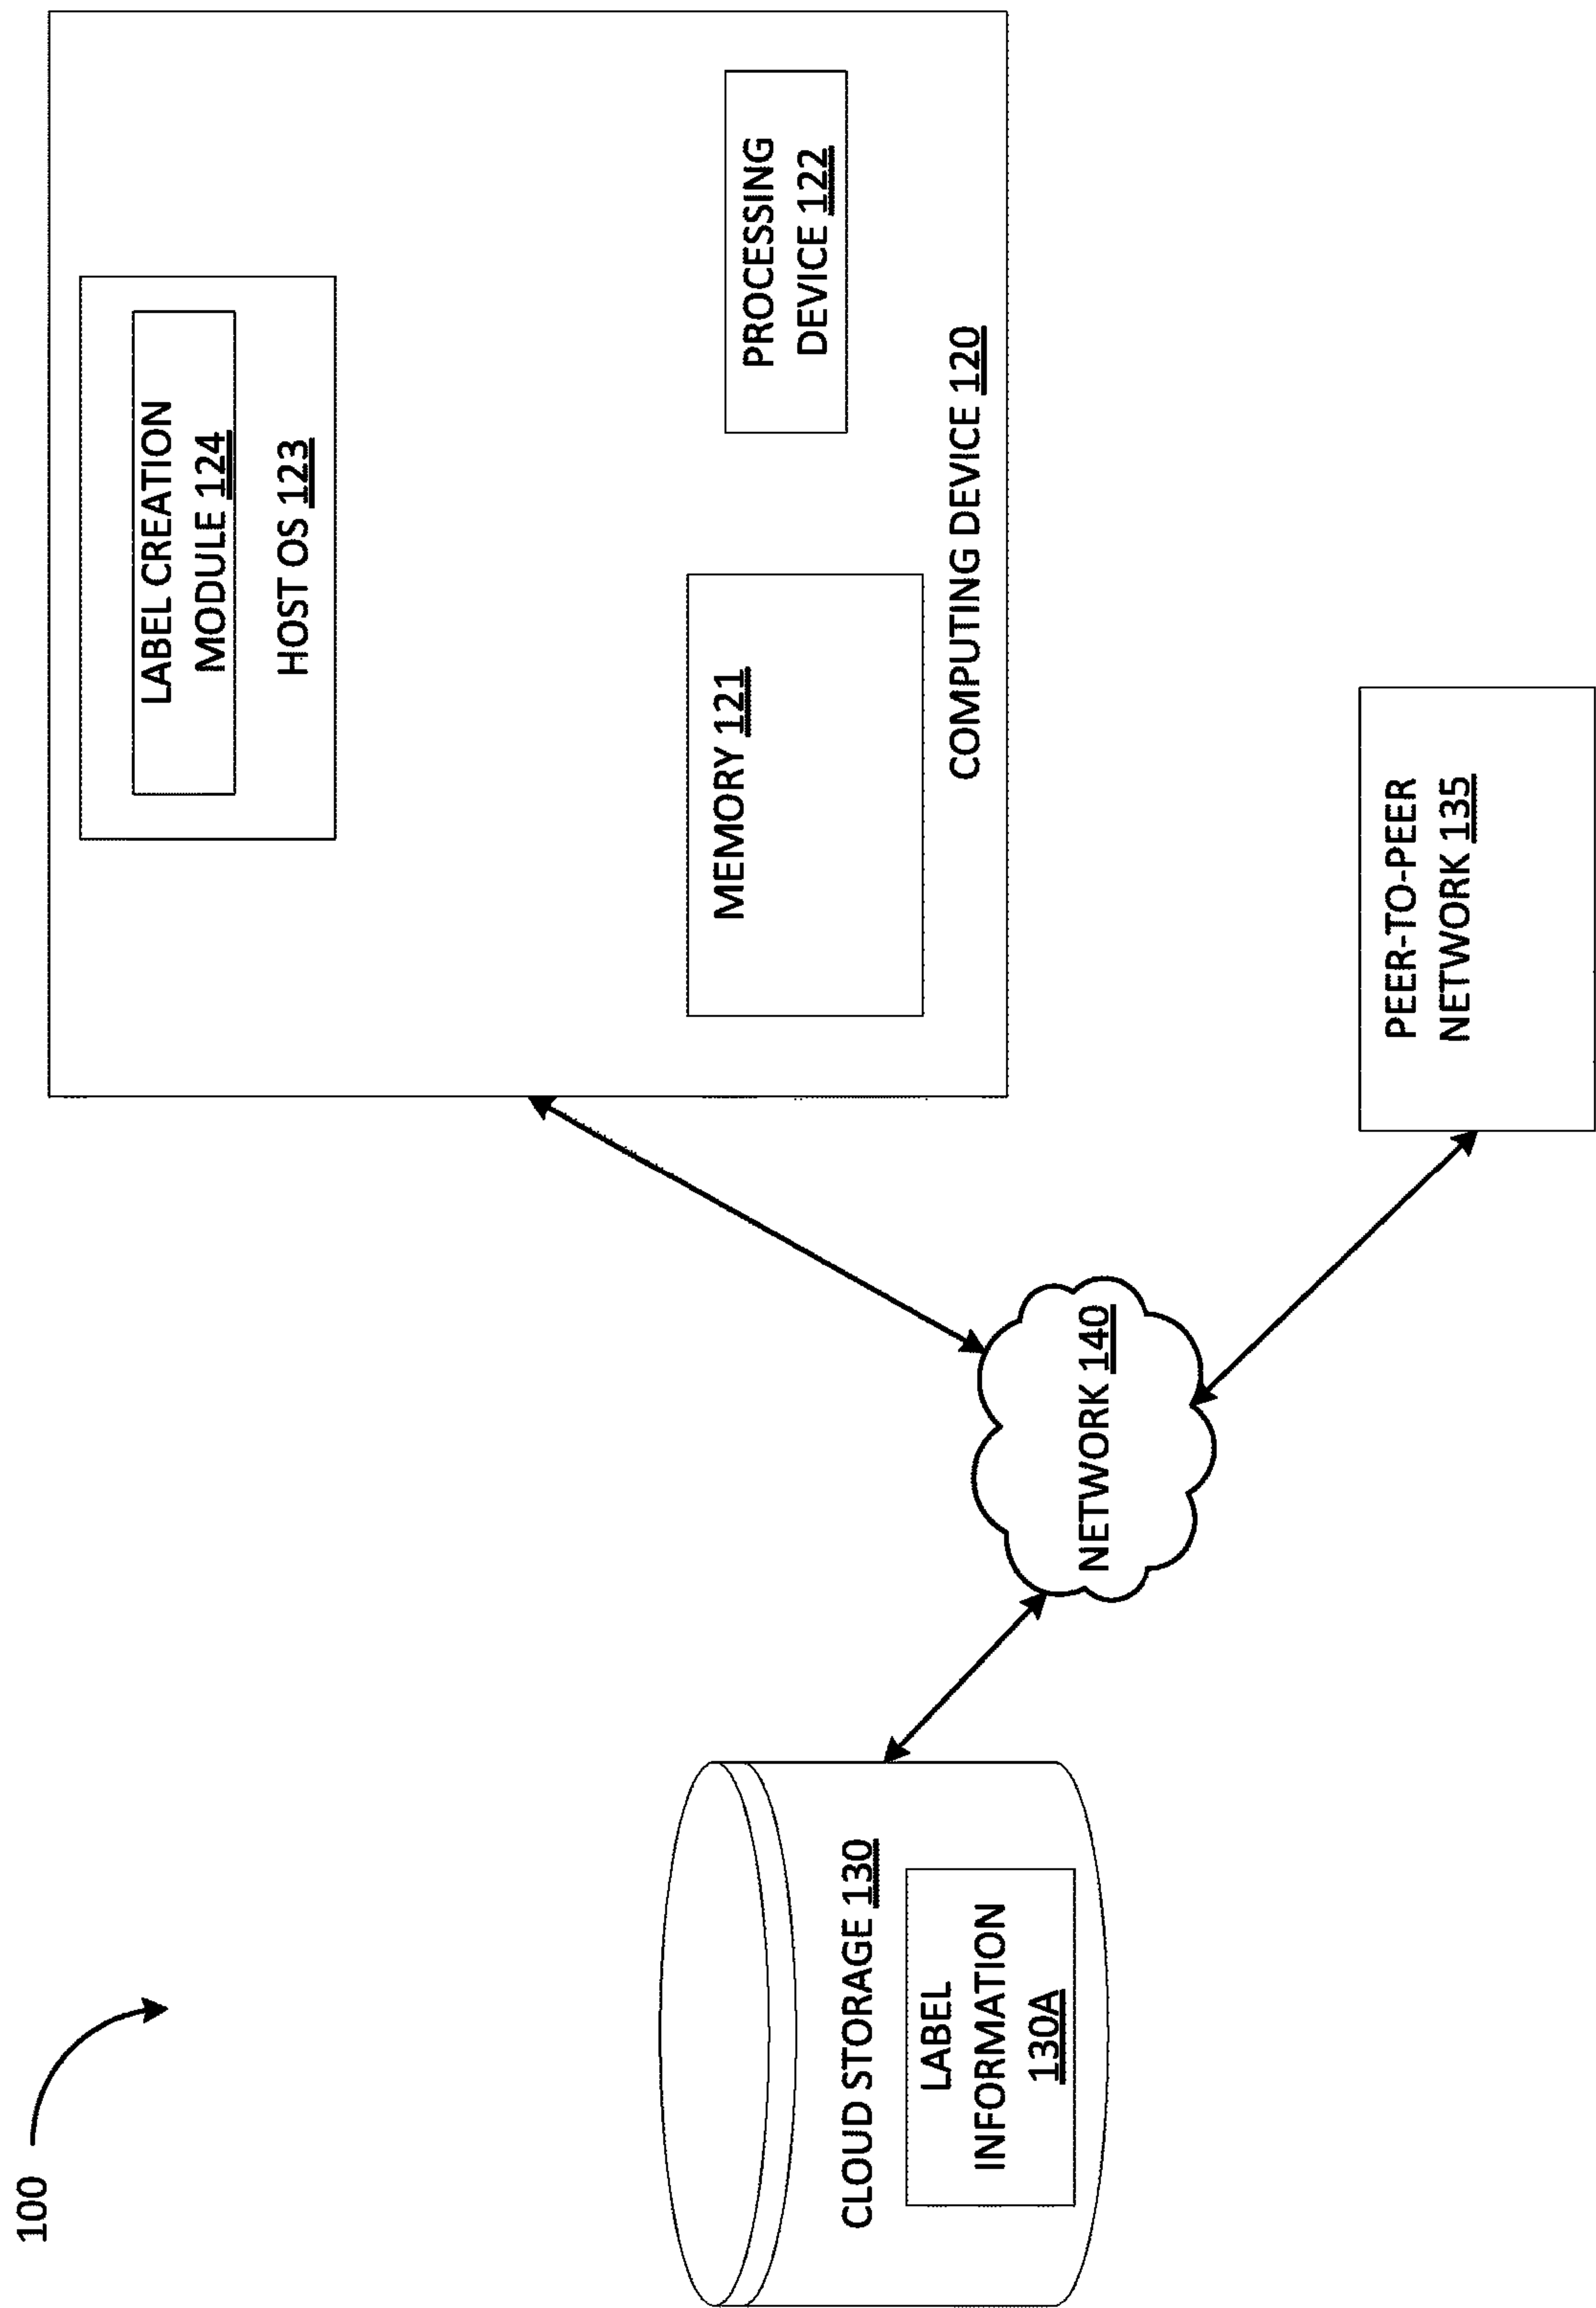 100
LABEL CREATION
MODULE 124
HOST OS 123
MEMORY 121
PROCESSING
DEVICE 122
COMPUTING DEVICE 120
CLOUD STORAGE 130
LABEL
INFORMATION
130A
NETWORK 140
PEER-TO-PEER
NETWORK 135